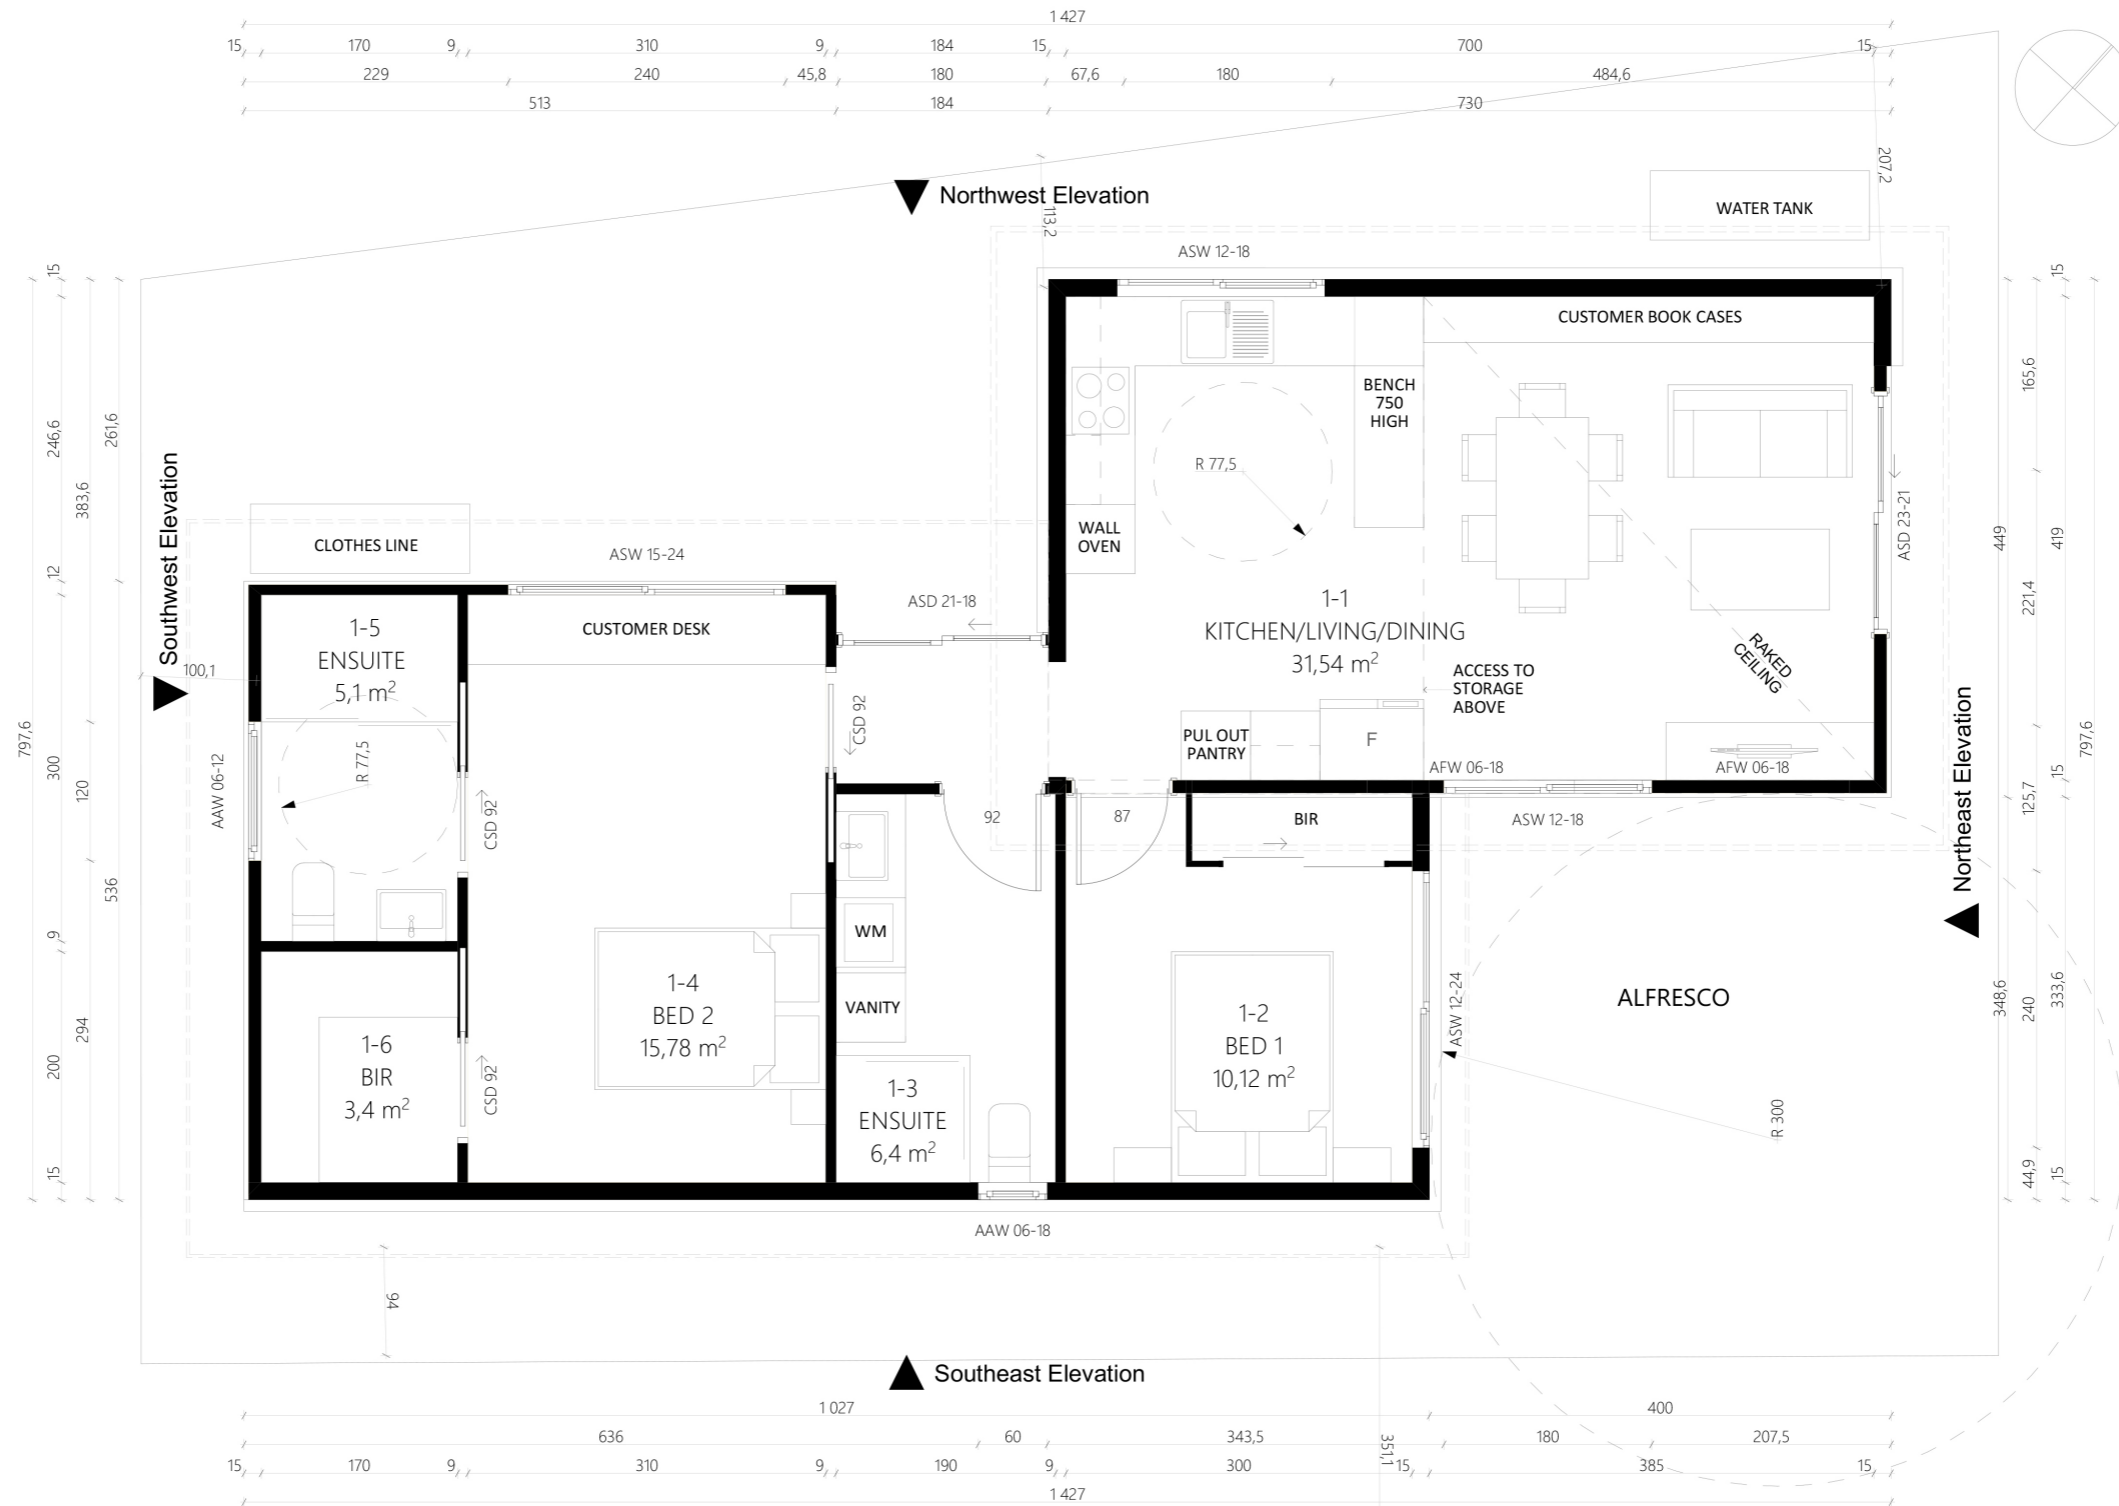 1 427
15 170 9 310 9 184 15 700 15
229 240 45,8 180 67,6 180 484,6
513 184 730
207,2
Northwest Elevation
113,2
WATER TANK
ASW 12-18
CUSTOMER BOOK CASES
BENCH
750
HIGH
R 77,5
WALL
OVEN
ASD 23-21
1-1
KITCHEN/LIVING/DINING
31,54 m²
ACCESS TO
STORAGE
ABOVE
RAKED
CEILING
PUL OUT
PANTRY
F
AFW 06-18
AFW 06-18
ASW 12-18
Southwest Elevation
CLOTHES LINE
ASW 15-24
ASD 21-18
CUSTOMER DESK
1-5
ENSUITE
5,1 m²
100,1
R 77,5
AAW 06-12
CSD 92
CSD 92
CSD 92
92
87
BIR
WM
VANITY
1-4
BED 2
15,78 m²
1-6
BIR
3,4 m²
1-3
ENSUITE
6,4 m²
1-2
BED 1
10,12 m²
ASW 12-24
ALFRESCO
R 300
Northeast Elevation
AAW 06-18
94
351,1
Southeast Elevation
797,6
15 246,6 12 300 9 200 15
383,6 120 294
261,6 536
449 348,6
165,6 221,4 125,7 240 44,9
15 419 15 333,6 15
797,6
1 027 400
636 60 343,5 180 207,5
15 170 9 310 9 190 9 300 15 385 15
1 427